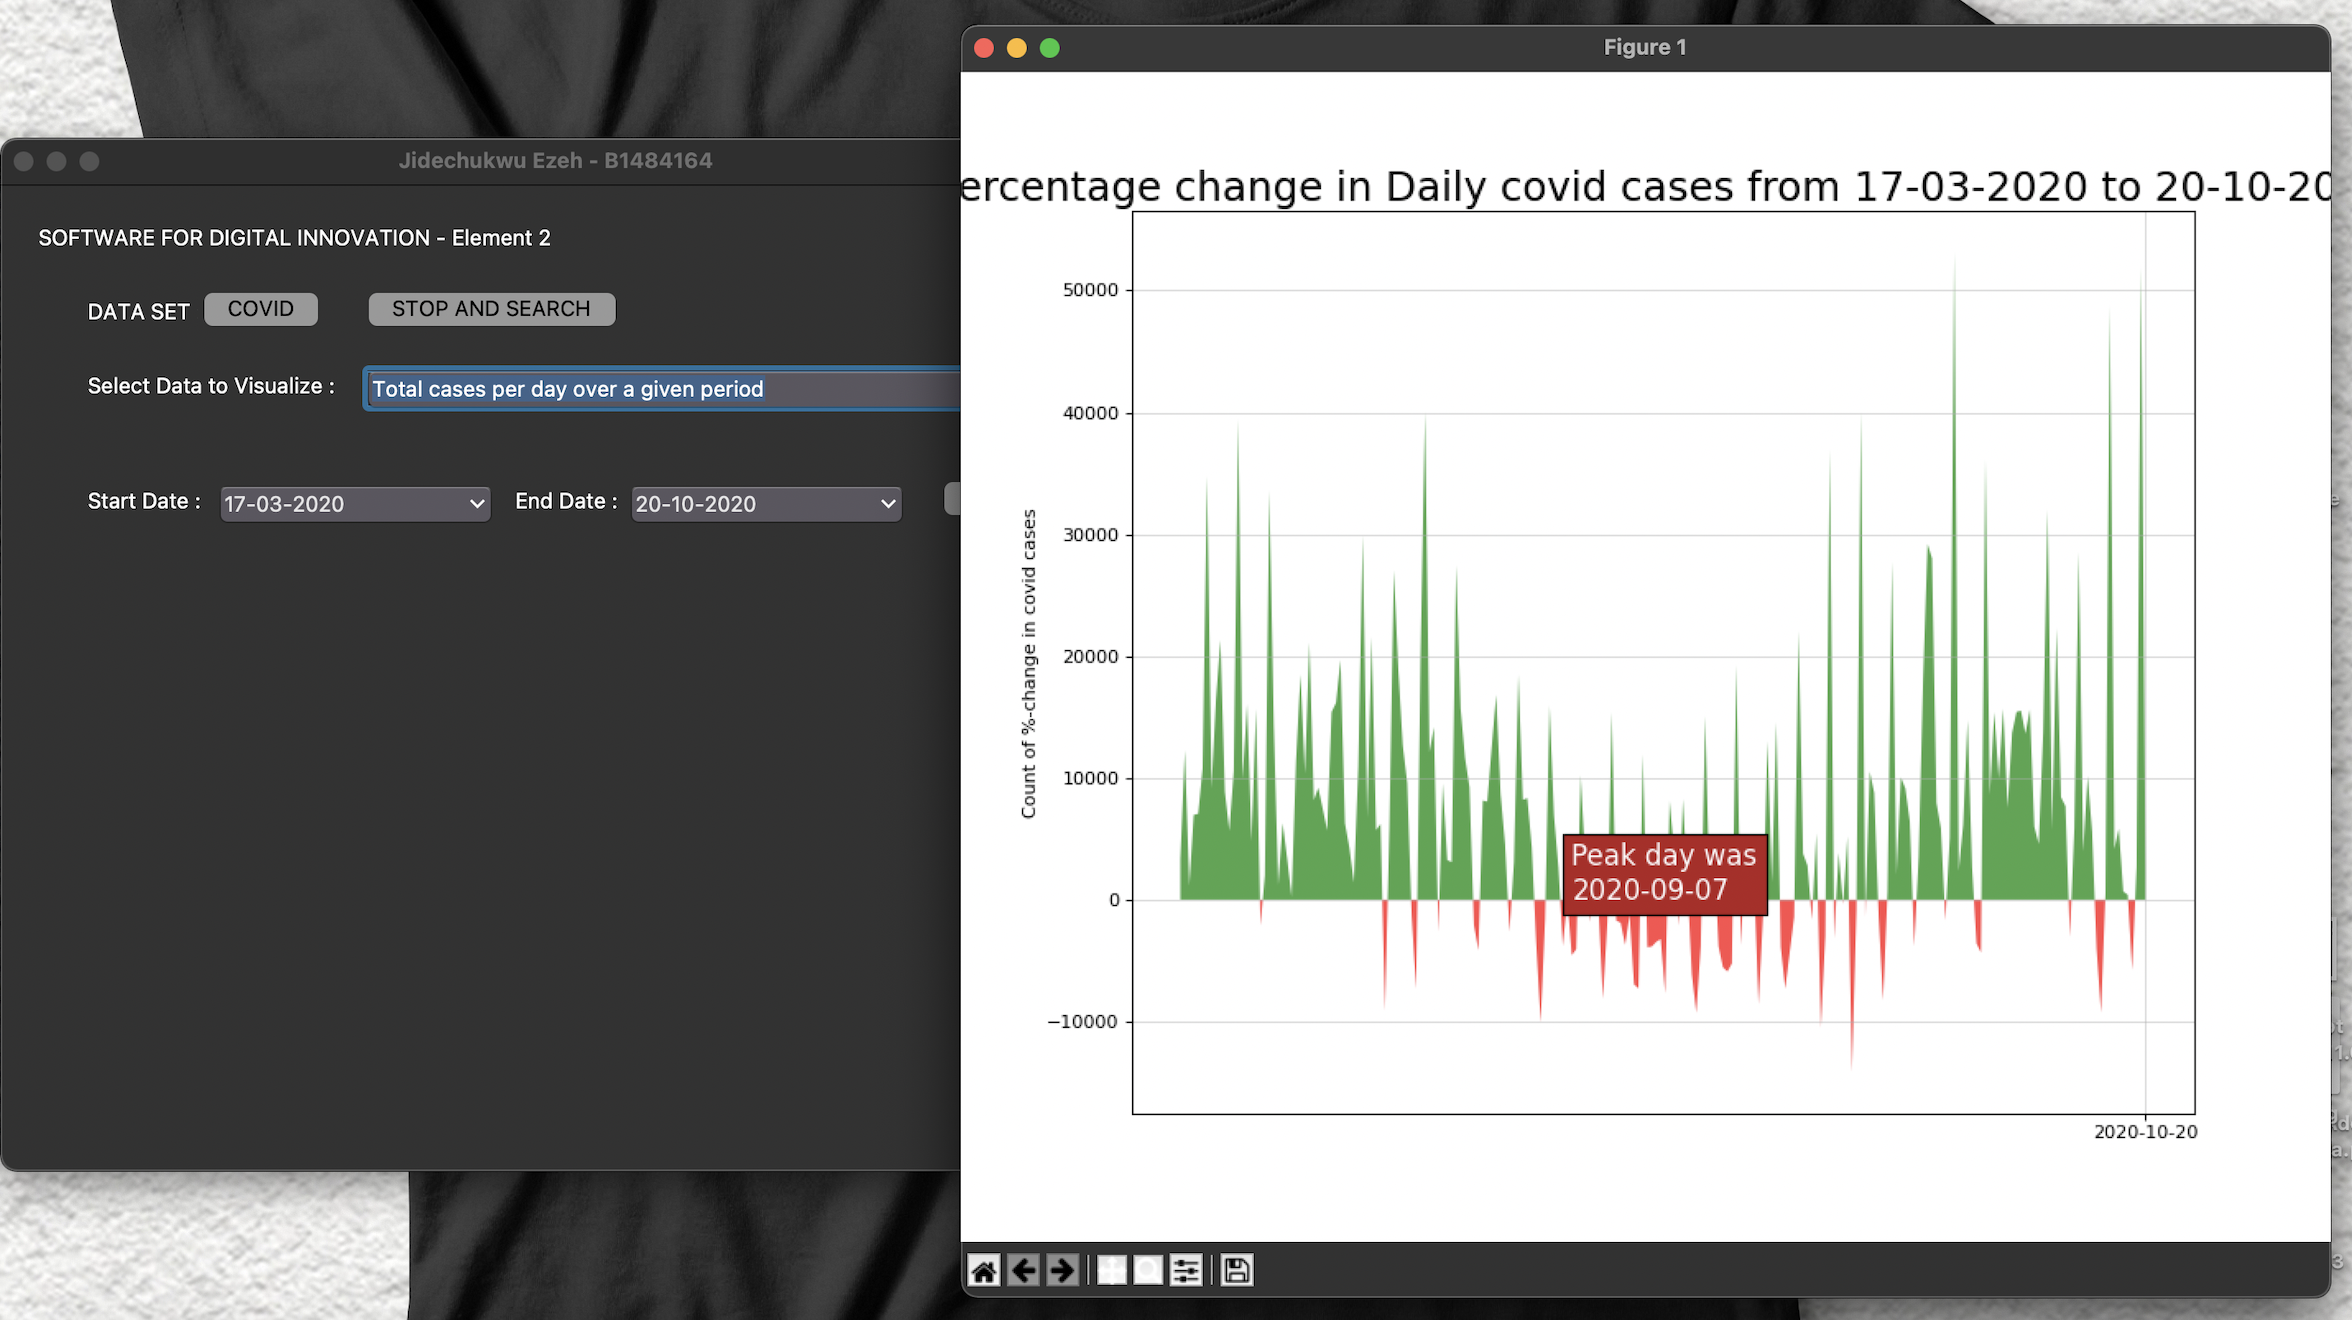 Jidechukwu Ezeh - B1484164
SOFTWARE FOR DIGITAL INNOVATION - Element 2
DATA SET
COVID
STOP AND SEARCH
Select Data to Visualize :
Total cases per day over a given period
Start Date :
17-03-2020
End Date :
20-10-2020
Figure 1
ercentage change in Daily covid cases from 17-03-2020 to 20-10-20
Count of %-change in covid cases
50000
40000
30000
20000
10000
0
−10000
Peak day was
2020-09-07
2020-10-20